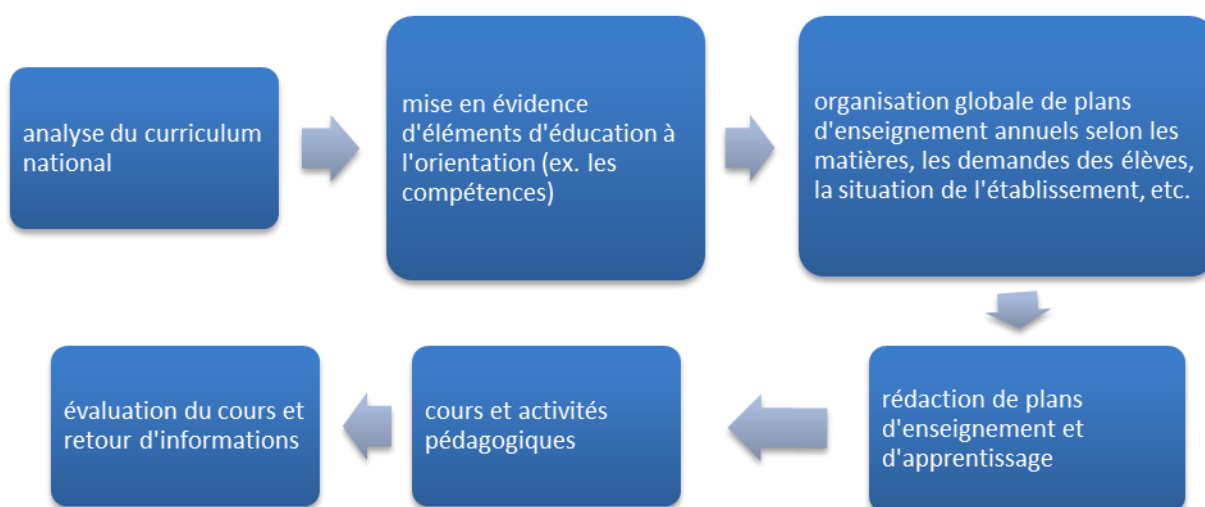 analyse du curriculum
national
mise en évidence
d'éléments d'éducation à
l'orientation (ex. les
compétences)
organisation globale de plans
d'enseignement annuels selon les
matières, les demandes des élèves,
la situation de l'établissement, etc.
rédaction de plans
d'enseignement et
d'apprentissage
cours et activités
pédagogiques
évaluation du cours et
retour d'informations